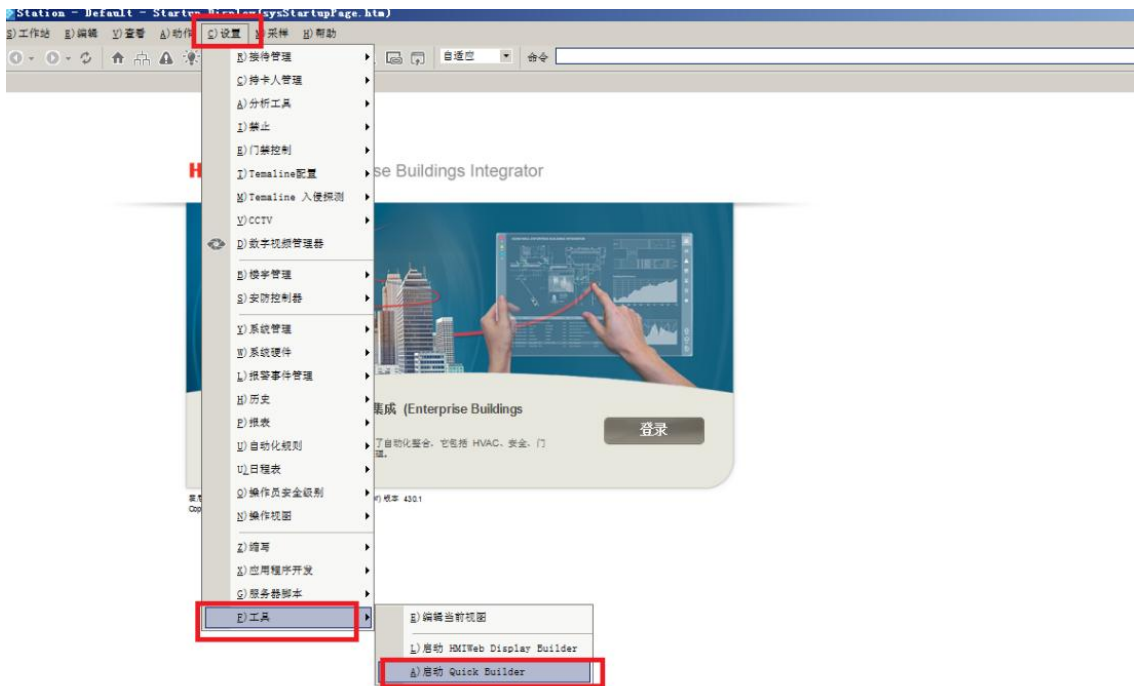 Station - Default - Startup Display(sysStartupPage.htm)
S)工作站 E)编辑 V)查看 A)动作 C)设置 M)采样 H)帮助
自适应 命令
R)接待管理
C)持卡人管理
A)分析工具
I)禁止
E)门禁控制
T)Temaline配置
H se Buildings Integrator
M)Temaline 入侵探测
V)CCTV
D)数字视频管理器
B)楼宇管理
S)安防控制器
Y)系统管理
W)系统硬件
L)报警事件管理
H)历史
集成 (Enterprise Buildings
P)报表
登录
U)自动化规则
了自动化整合. 它包括 HVAC、安全、门
理.
U)日程表
O)操作员安全级别
版本 430.1
Cop
N)操作视图
Z)缩写
X)应用程序开发
G)服务器脚本
F)工具
E)编辑当前视图
L)启动 HMIWeb Display Builder
A)启动 Quick Builder